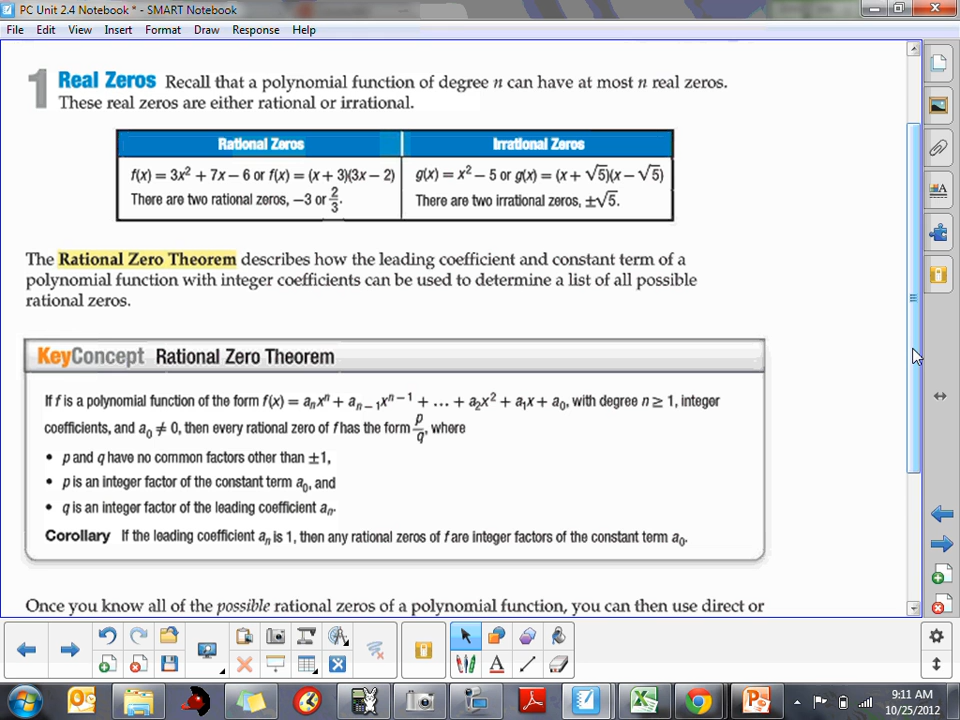 PC Unit 2.4 Notebook * - SMART Notebook
File Edit View Insert Format Draw Response Help
1 Real Zeros Recall that a polynomial function of degree n can have at most n real zeros.
These real zeros are either rational or irrational.
Rational Zeros Irrational Zeros
f(x) = 3x² + 7x – 6 or f(x) = (x + 3)(3x – 2) g(x) = x² – 5 or g(x) = (x + √5)(x – √5)
There are two rational zeros, –3 or 2/3. There are two irrational zeros, ±√5.
The Rational Zero Theorem describes how the leading coefficient and constant term of a
polynomial function with integer coefficients can be used to determine a list of all possible
rational zeros.
KeyConcept Rational Zero Theorem
If f is a polynomial function of the form f(x) = aₙxⁿ + aₙ₋₁xⁿ⁻¹ + … + a₂x² + a₁x + a₀, with degree n ≥ 1, integer
coefficients, and a₀ ≠ 0, then every rational zero of f has the form p/q, where
• p and q have no common factors other than ±1,
• p is an integer factor of the constant term a₀, and
• q is an integer factor of the leading coefficient aₙ.
Corollary If the leading coefficient aₙ is 1, then any rational zeros of f are integer factors of the constant term a₀.
Once you know all of the possible rational zeros of a polynomial function, you can then use direct or
9:11 AM
10/25/2012